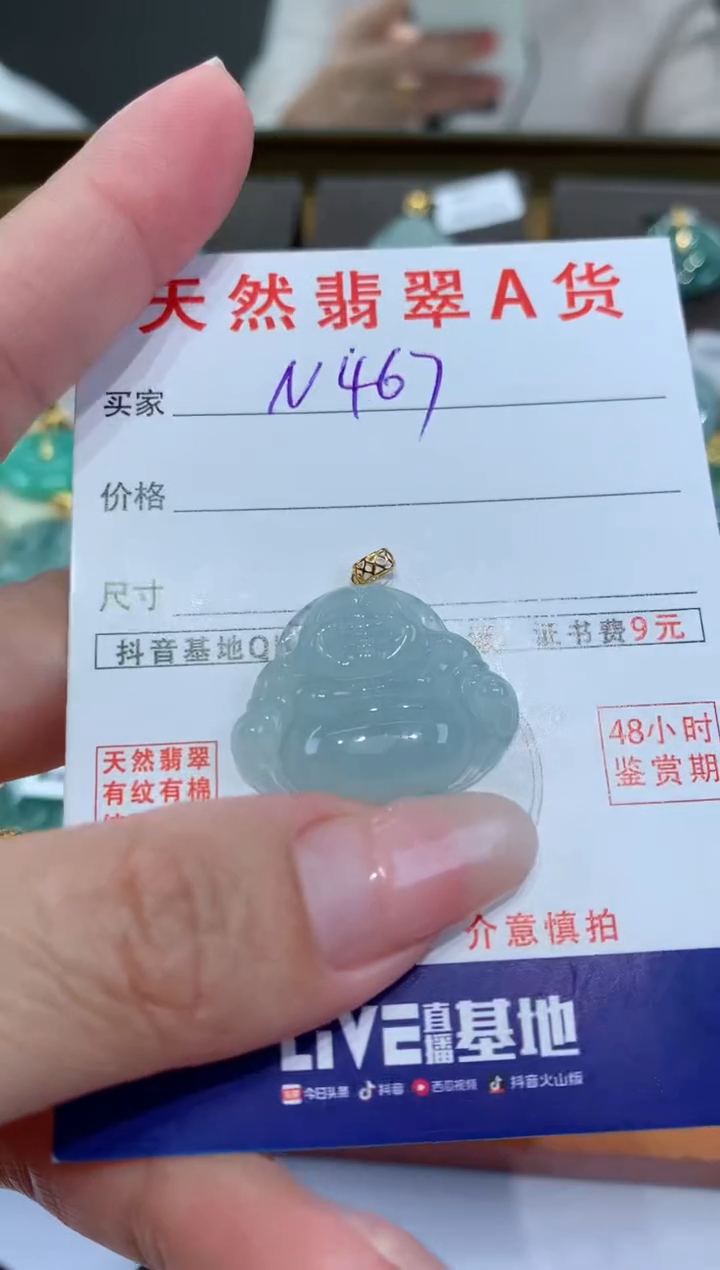 天然翡翠A货
买家 N467
价格
尺寸
抖音基地Q 证书费9元
天然翡翠
有纹有棉
48小时
鉴赏期
介意慎拍
LIVE直播基地
今日头条 抖音 西瓜视频 抖音火山版